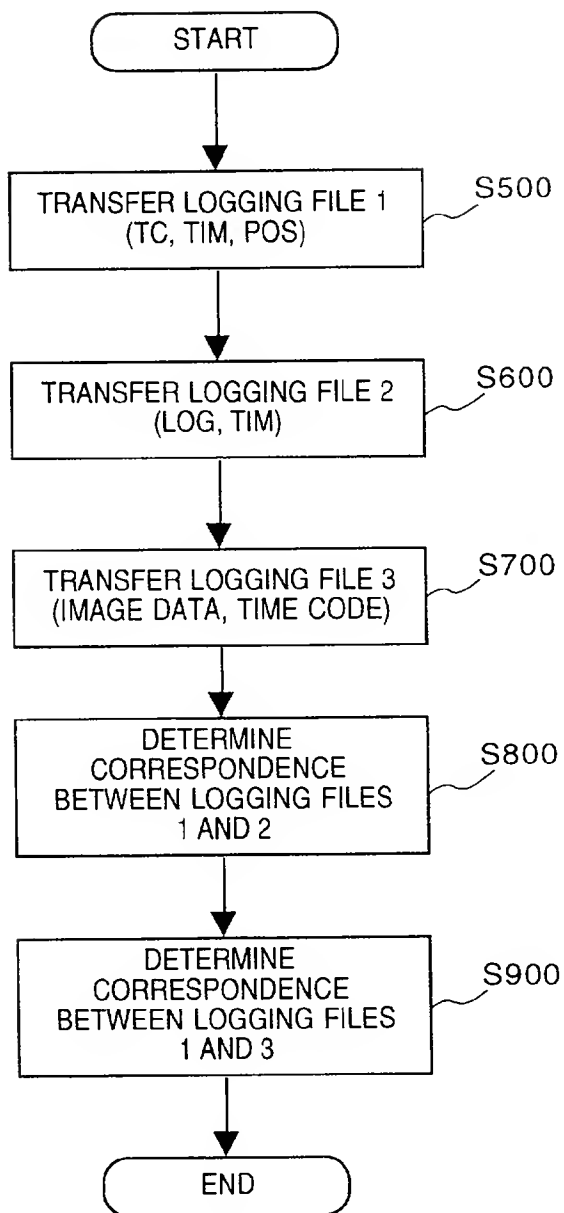 START
TRANSFER LOGGING FILE 1
(TC, TIM, POS)
S500
TRANSFER LOGGING FILE 2
(LOG, TIM)
S600
TRANSFER LOGGING FILE 3
(IMAGE DATA, TIME CODE)
S700
DETERMINE
CORRESPONDENCE
BETWEEN LOGGING FILES
1 AND 2
S800
DETERMINE
CORRESPONDENCE
BETWEEN LOGGING FILES
1 AND 3
S900
END